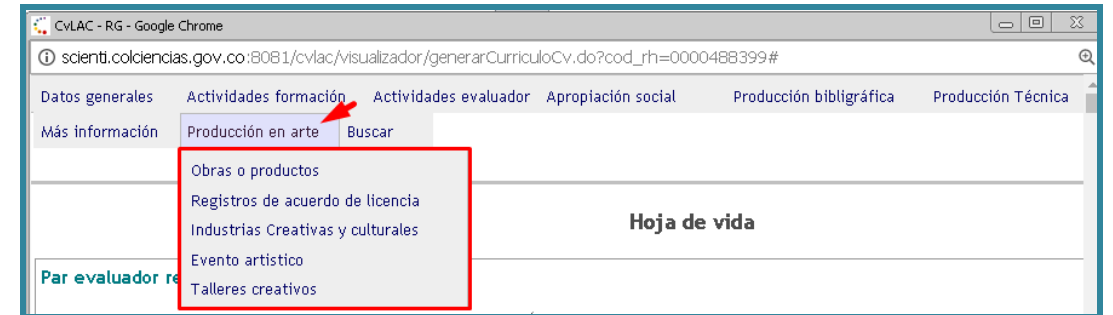 CvLAC - RG - Google Chrome
scienti.colciencias.gov.co:8081/cvlac/visualizador/generarCurriculoCv.do?cod_rh=0000488399#
Datos generales Actividades formación Actividades evaluador Apropiación social Producción bibligráfica Producción Técnica
Más información Producción en arte Buscar
Obras o productos
Registros de acuerdo de licencia
Industrias Creativas y culturales
Evento artistico
Talleres creativos
Hoja de vida
Par evaluador